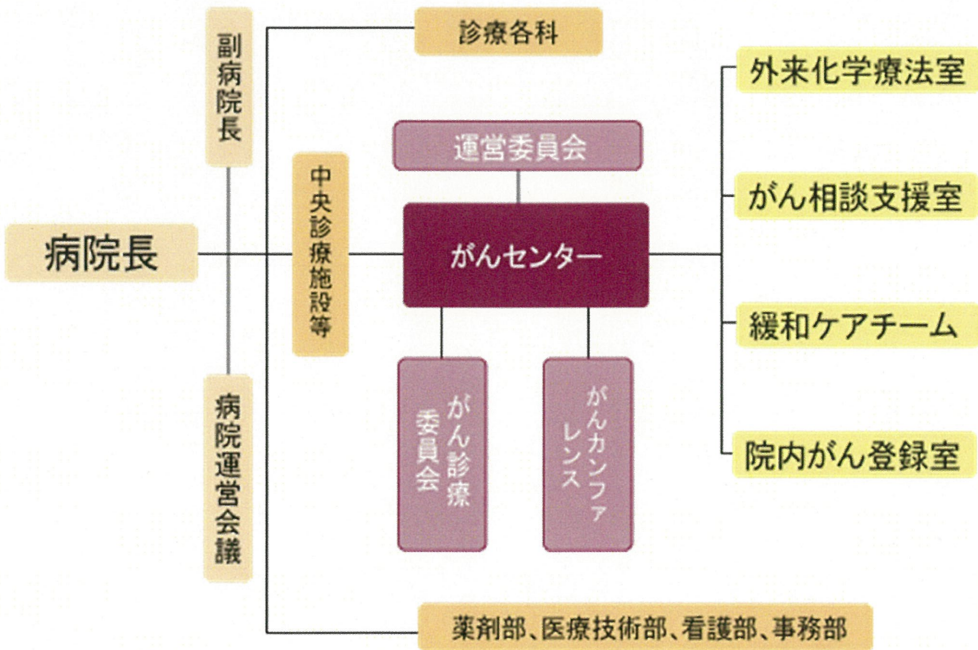 病院長
副病院長
病院運営会議
診療各科
中央診療施設等
薬剤部、医療技術部、看護部、事務部
運営委員会
がんセンター
がん診療
委員会
がんカンファ
レンス
外来化学療法室
がん相談支援室
緩和ケアチーム
院内がん登録室